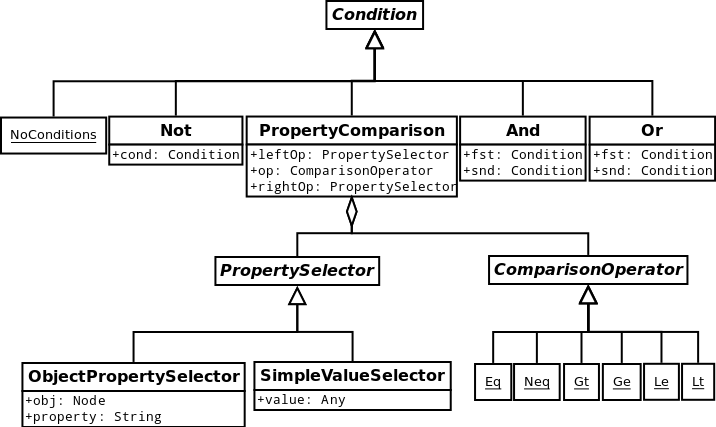 Condition
NoConditions
Not
+cond: Condition
PropertyComparison
+leftOp: PropertySelector
+op: ComparisonOperator
+rightOp: PropertySelector
And
+fst: Condition
+snd: Condition
Or
+fst: Condition
+snd: Condition
PropertySelector
ComparisonOperator
ObjectPropertySelector
+obj: Node
+property: String
SimpleValueSelector
+value: Any
Eq
Neq
Gt
Ge
Le
Lt